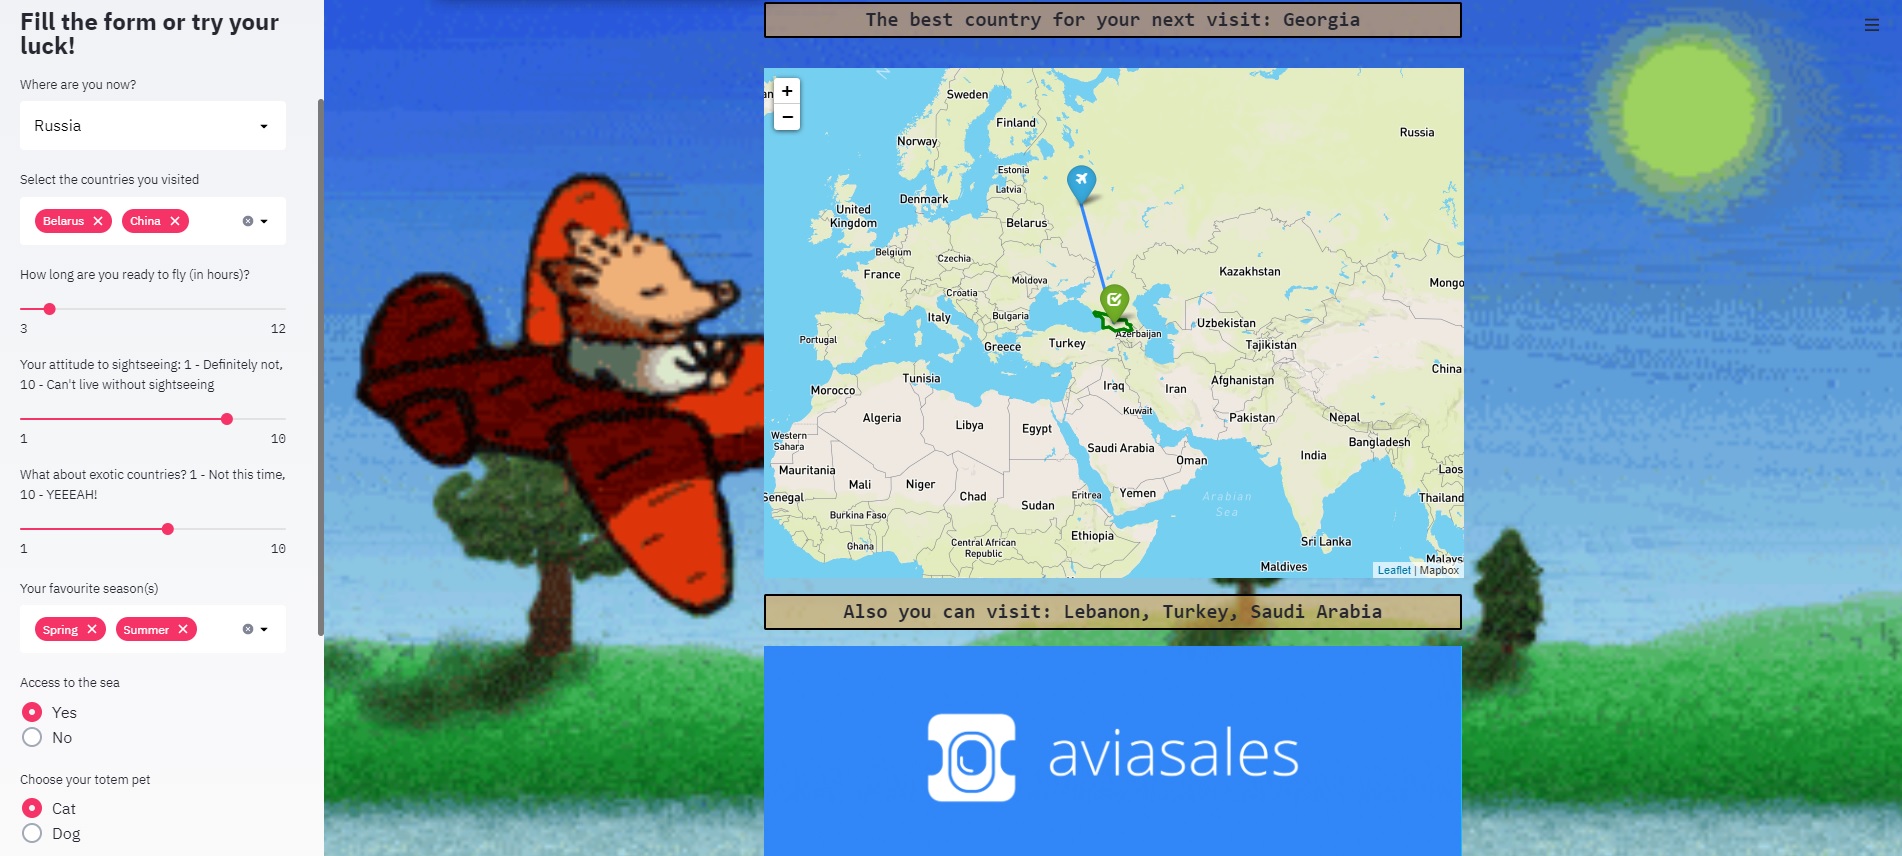 Fill the form or try your
luck!
Where are you now?
Russia
Select the countries you visited
Belarus
China
How long are you ready to fly (in hours)?
3
12
Your attitude to sightseeing: 1 - Definitely not,
10 - Can't live without sightseeing
1
10
What about exotic countries? 1 - Not this time,
10 - YEEEAH!
1
10
Your favourite season(s)
Spring
Summer
Access to the sea
Yes
No
Choose your totem pet
Cat
Dog
The best country for your next visit: Georgia
+
−
Sweden
Finland
Russia
Norway
Estonia
Latvia
Denmark
United
Kingdom
Belarus
Belgium
Czechia
France
Moldova
Kazakhstan
Mongo
Croatia
Italy
Bulgaria
Uzbekistan
Azerbaijan
Portugal
Greece
Turkey
Tajikistan
China
Tunisia
Morocco
Iraq
Iran
Afghanistan
Algeria
Libya
Egypt
Kuwait
Pakistan
Nepal
Western
Sahara
Saudi Arabia
Bangladesh
Oman
India
Mauritania
Laos
Mali
Niger
Chad
Eritrea
Yemen
Arabian
Sea
Thailand
Senegal
Sudan
Burkina Faso
Ghana
Central African
Republic
Ethiopia
Sri Lanka
Maldives
Malays
Leaflet | Mapbox
Also you can visit: Lebanon, Turkey, Saudi Arabia
aviasales